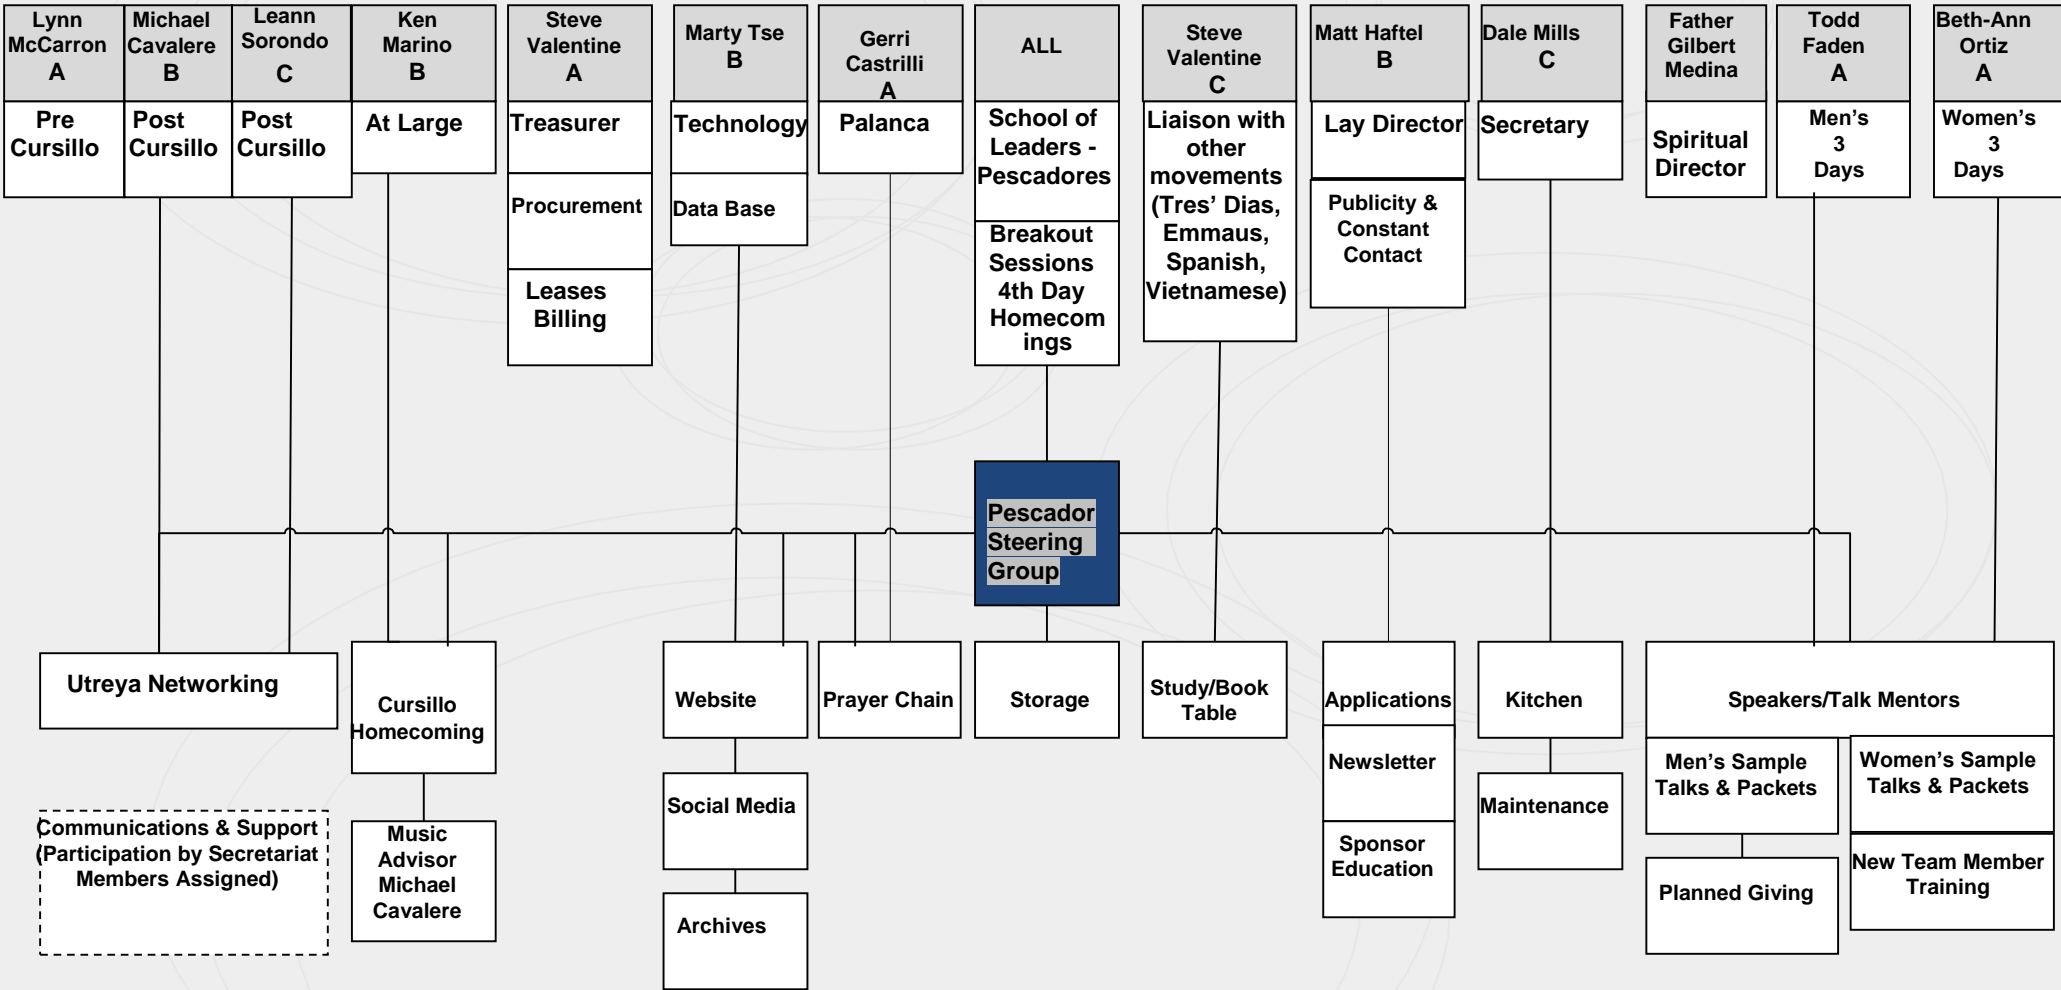 Lynn
McCarron
A
Michael
Cavalere
B
Leann
Sorondo
C
Ken
Marino
B
Steve
Valentine
A
Marty Tse
B
Gerri
Castrilli
A
ALL
Steve
Valentine
C
Matt Haftel
B
Dale Mills
C
Father
Gilbert
Medina
Todd
Faden
A
Beth-Ann
Ortiz
A
Pre
Cursillo
Post
Cursillo
Post
Cursillo
At Large
Treasurer
Procurement
Leases
Billing
Technology
Data Base
Palanca
School of
Leaders -
Pescadores
Breakout
Sessions
4th Day
Homecom
ings
Liaison with
other
movements
(Tres' Dias,
Emmaus,
Spanish,
Vietnamese)
Lay Director
Publicity &
Constant
Contact
Secretary
Spiritual
Director
Men’s
3
Days
Women’s
3
Days
Pescador
Steering
Group
Utreya Networking
Cursillo
Homecoming
Music
Advisor
Michael
Cavalere
Website
Social Media
Archives
Prayer Chain
Storage
Study/Book
Table
Applications
Newsletter
Sponsor
Education
Kitchen
Maintenance
Speakers/Talk Mentors
Men’s Sample
Talks & Packets
Planned Giving
Women’s Sample
Talks & Packets
New Team Member
Training
Communications & Support
(Participation by Secretariat
Members Assigned)